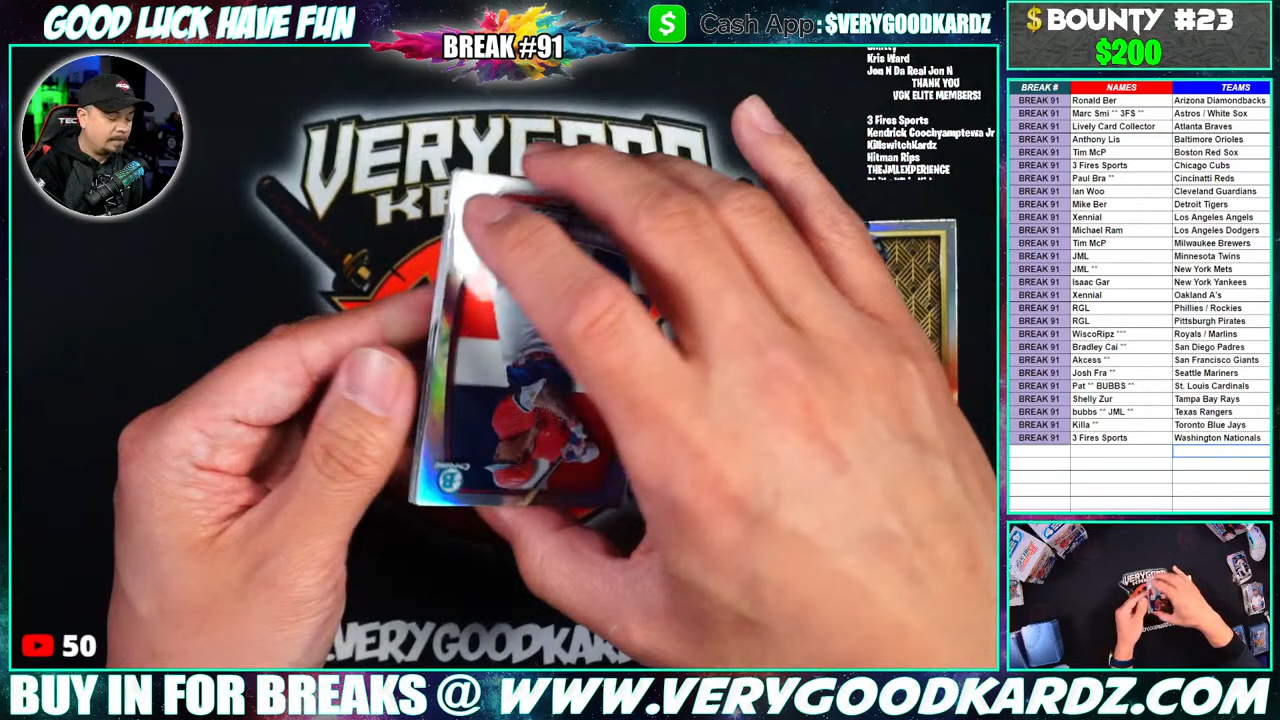 GOOD LUCK HAVE FUN
BREAK #91
Cash App : $VERYGOODKARDZ
$ BOUNTY #23
$200
Kris Ward
Jon N Da Real Jon N
THANK YOU
VGK ELITE MEMBERS!
3 Fires Sports
Kendrick Coochyamptewa Jr
KillswitchKardz
Hitman Rips
THEJMLEXPERIENCE
BREAK # NAMES TEAMS
BREAK 91 Ronald Ber Arizona Diamondbacks
BREAK 91 Marc Smi ** 3FS ** Astros / White Sox
BREAK 91 Lively Card Collector Atlanta Braves
BREAK 91 Anthony Lis Baltimore Orioles
BREAK 91 Tim McP Boston Red Sox
BREAK 91 3 Fires Sports Chicago Cubs
BREAK 91 Paul Bra ** Cincinatti Reds
BREAK 91 Ian Woo Cleveland Guardians
BREAK 91 Mike Ber Detroit Tigers
BREAK 91 Xennial Los Angeles Angels
BREAK 91 Michael Ram Los Angeles Dodgers
BREAK 91 Tim McP Milwaukee Brewers
BREAK 91 JML Minnesota Twins
BREAK 91 JML ** New York Mets
BREAK 91 Isaac Gar New York Yankees
BREAK 91 Xennial Oakland A's
BREAK 91 RGL Phillies / Rockies
BREAK 91 RGL Pittsburgh Pirates
BREAK 91 WiscoRipz *** Royals / Marlins
BREAK 91 Bradley Cai ** San Diego Padres
BREAK 91 Akcess ** San Francisco Giants
BREAK 91 Josh Fra ** Seattle Mariners
BREAK 91 Pat ** BUBBS ** St. Louis Cardinals
BREAK 91 Shelly Zur Tampa Bay Rays
BREAK 91 bubbs ** JML ** Texas Rangers
BREAK 91 Killa ** Toronto Blue Jays
BREAK 91 3 Fires Sports Washington Nationals
VERYGOOD
Chrome
B
VERYGOODKARD
50
BUY IN FOR BREAKS @ WWW.VERYGOODKARDZ.COM